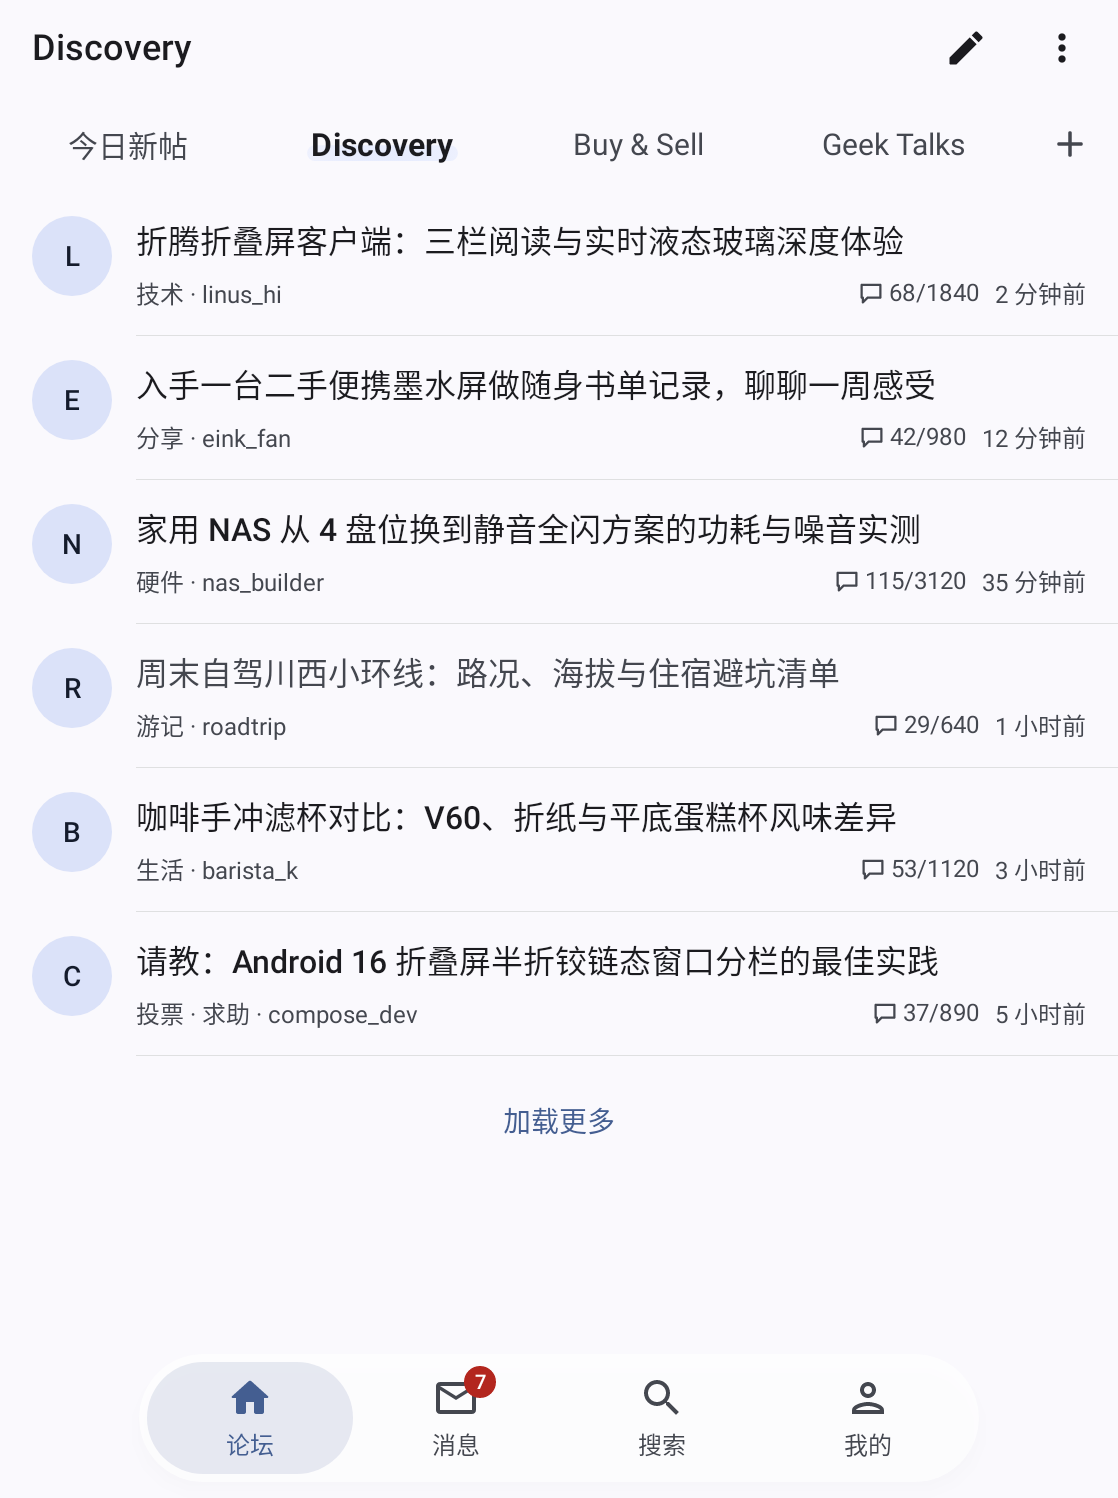 Discovery
今日新帖 Discovery Buy & Sell Geek Talks
L
折腾折叠屏客户端：三栏阅读与实时液态玻璃深度体验
技术 · linus_hi 68/1840 2 分钟前
E
入手一台二手便携墨水屏做随身书单记录，聊聊一周感受
分享 · eink_fan 42/980 12 分钟前
N
家用 NAS 从 4 盘位换到静音全闪方案的功耗与噪音实测
硬件 · nas_builder 115/3120 35 分钟前
R
周末自驾川西小环线：路况、海拔与住宿避坑清单
游记 · roadtrip 29/640 1 小时前
B
咖啡手冲滤杯对比：V60、折纸与平底蛋糕杯风味差异
生活 · barista_k 53/1120 3 小时前
C
请教：Android 16 折叠屏半折铰链态窗口分栏的最佳实践
投票 · 求助 · compose_dev 37/890 5 小时前
加载更多
7
论坛 消息 搜索 我的